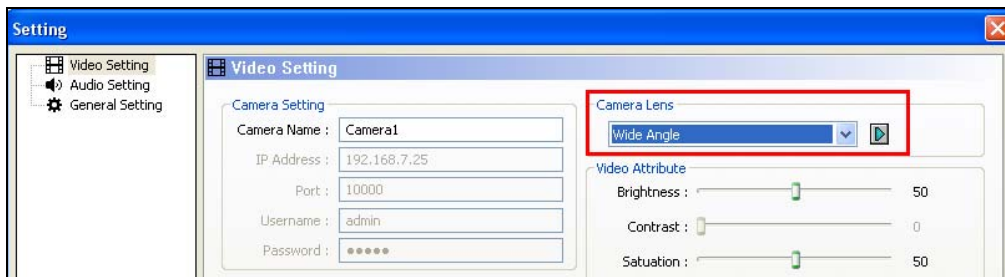 Setting
Video Setting
Audio Setting
General Setting
Video Setting
Camera Setting
Camera Name : Camera1
IP Address : 192.168.7.25
Port : 10000
Username : admin
Password : ●●●●●
Camera Lens
Wide Angle
Video Attribute
Brightness : 50
Contrast : 0
Satuation : 50